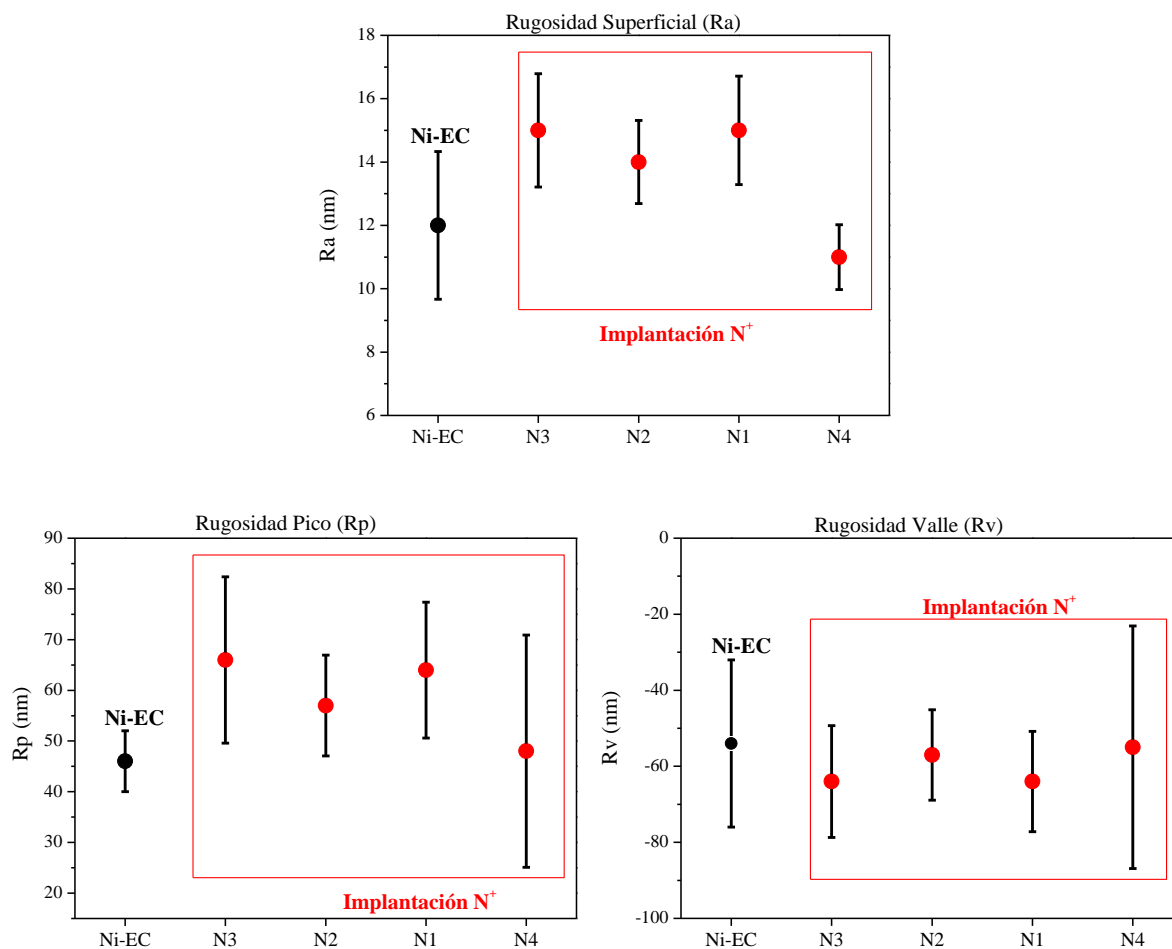 Rugosidad Superficial (Ra)
18
16
14
12
10
8
6
Ra (nm)
Ni-EC
Implantación N⁺
Ni-EC N3 N2 N1 N4
Rugosidad Pico (Rp)
90
80
70
60
50
40
30
20
Rp (nm)
Ni-EC
Implantación N⁺
Ni-EC N3 N2 N1 N4
Rugosidad Valle (Rv)
0
-20
-40
-60
-80
-100
Rv (nm)
Implantación N⁺
Ni-EC
Ni-EC N3 N2 N1 N4